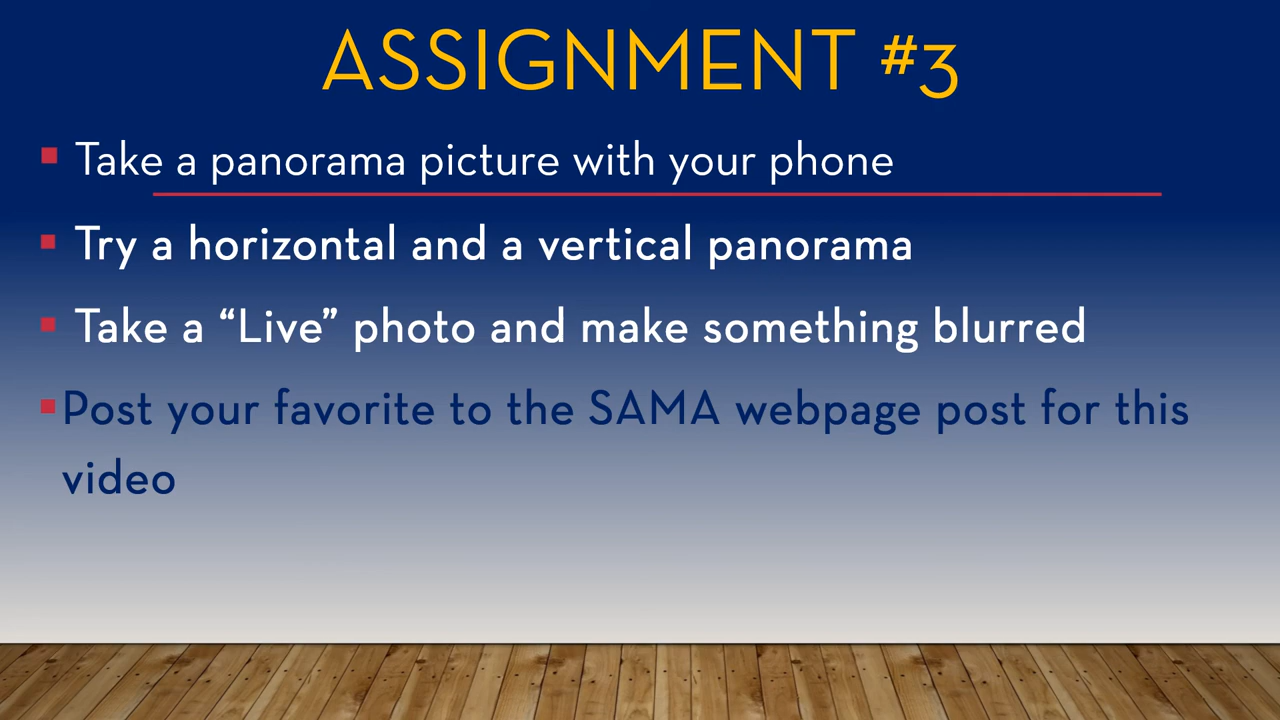 ASSIGNMENT #3
Take a panorama picture with your phone
Try a horizontal and a vertical panorama
Take a “Live” photo and make something blurred
Post your favorite to the SAMA webpage post for this
video